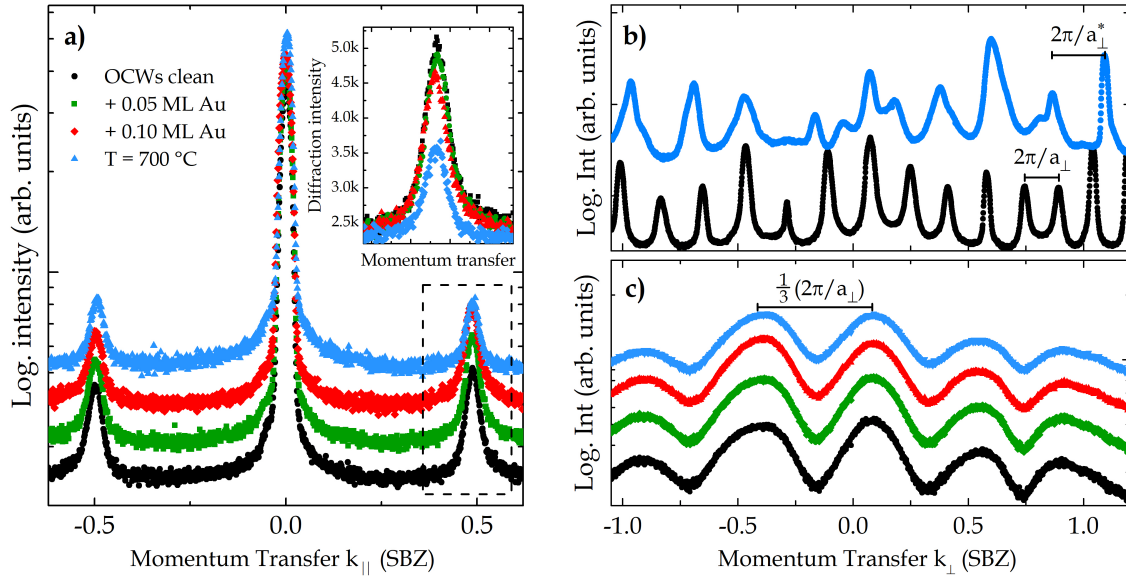 a)
OCWs clean
+ 0.05 ML Au
+ 0.10 ML Au
T = 700 °C
Log. intensity (arb. units)
-0.5
0.0
0.5
Momentum Transfer k|| (SBZ)
5.0k
4.5k
4.0k
3.5k
3.0k
2.5k
Diffraction intensity
Momentum transfer
b)
2π/a⊥*
2π/a⊥
Log. Int (arb. units)
c)
1/3 (2π/a⊥)
Log. Int (arb. units)
-1.0
-0.5
0.0
0.5
1.0
Momentum Transfer k⊥ (SBZ)